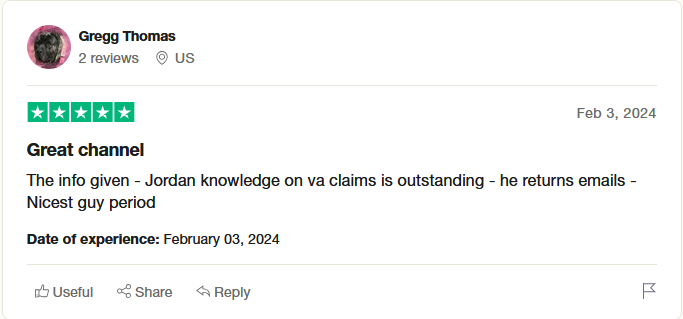 Gregg Thomas
2 reviews US
Feb 3, 2024
Great channel
The info given - Jordan knowledge on va claims is outstanding - he returns emails -
Nicest guy period
Date of experience: February 03, 2024
Useful Share Reply